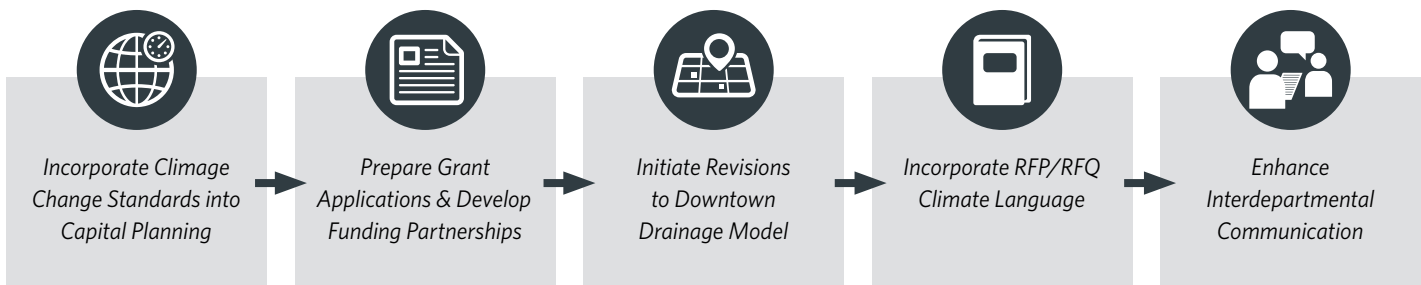 Incorporate Climage
Change Standards into
Capital Planning
Prepare Grant
Applications & Develop
Funding Partnerships
Initiate Revisions
to Downtown
Drainage Model
Incorporate RFP/RFQ
Climate Language
Enhance
Interdepartmental
Communication